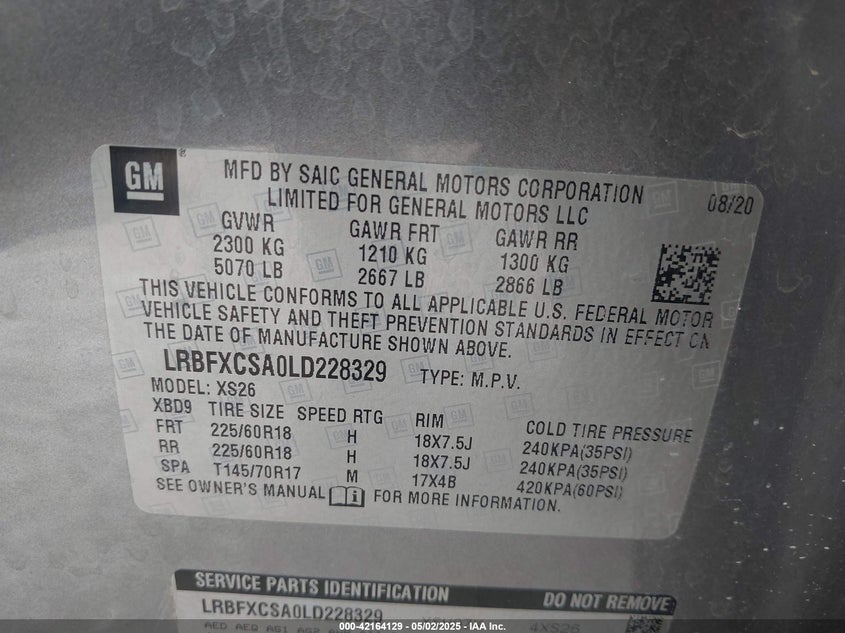 GM
MFD BY SAIC GENERAL MOTORS CORPORATION
08/20
LIMITED FOR GENERAL MOTORS LLC
GVWR GAWR FRT GAWR RR
2300 KG 1210 KG 1300 KG
5070 LB 2667 LB 2866 LB
THIS VEHICLE CONFORMS TO ALL APPLICABLE U.S. FEDERAL MOTOR
VEHICLE SAFETY AND THEFT PREVENTION STANDARDS IN EFFECT ON
THE DATE OF MANUFACTURE SHOWN ABOVE.
LRBFXCSA0LD228329 TYPE: M.P.V.
MODEL: XS26
XBD9 TIRE SIZE SPEED RTG RIM COLD TIRE PRESSURE
FRT 225/60R18 H 18X7.5J 240KPA(35PSI)
RR 225/60R18 H 18X7.5J 240KPA(35PSI)
SPA T145/70R17 M 17X4B 420KPA(60PSI)
SEE OWNER'S MANUAL FOR MORE INFORMATION.
SERVICE PARTS IDENTIFICATION DO NOT REMOVE
LRBFXCSA0LD228329 4XS26
AED AEQ AG1 AG2
000-42164129 - 05/02/2025 - IAA Inc.